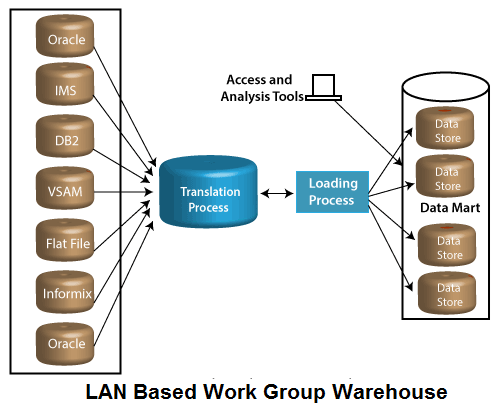 Oracle
IMS
DB2
VSAM
Flat File
Informix
Oracle
Translation
Process
Access and
Analysis Tools
Loading
Process
Data
Store
Data
Store
Data Mart
Data
Store
Data
Store
LAN Based Work Group Warehouse